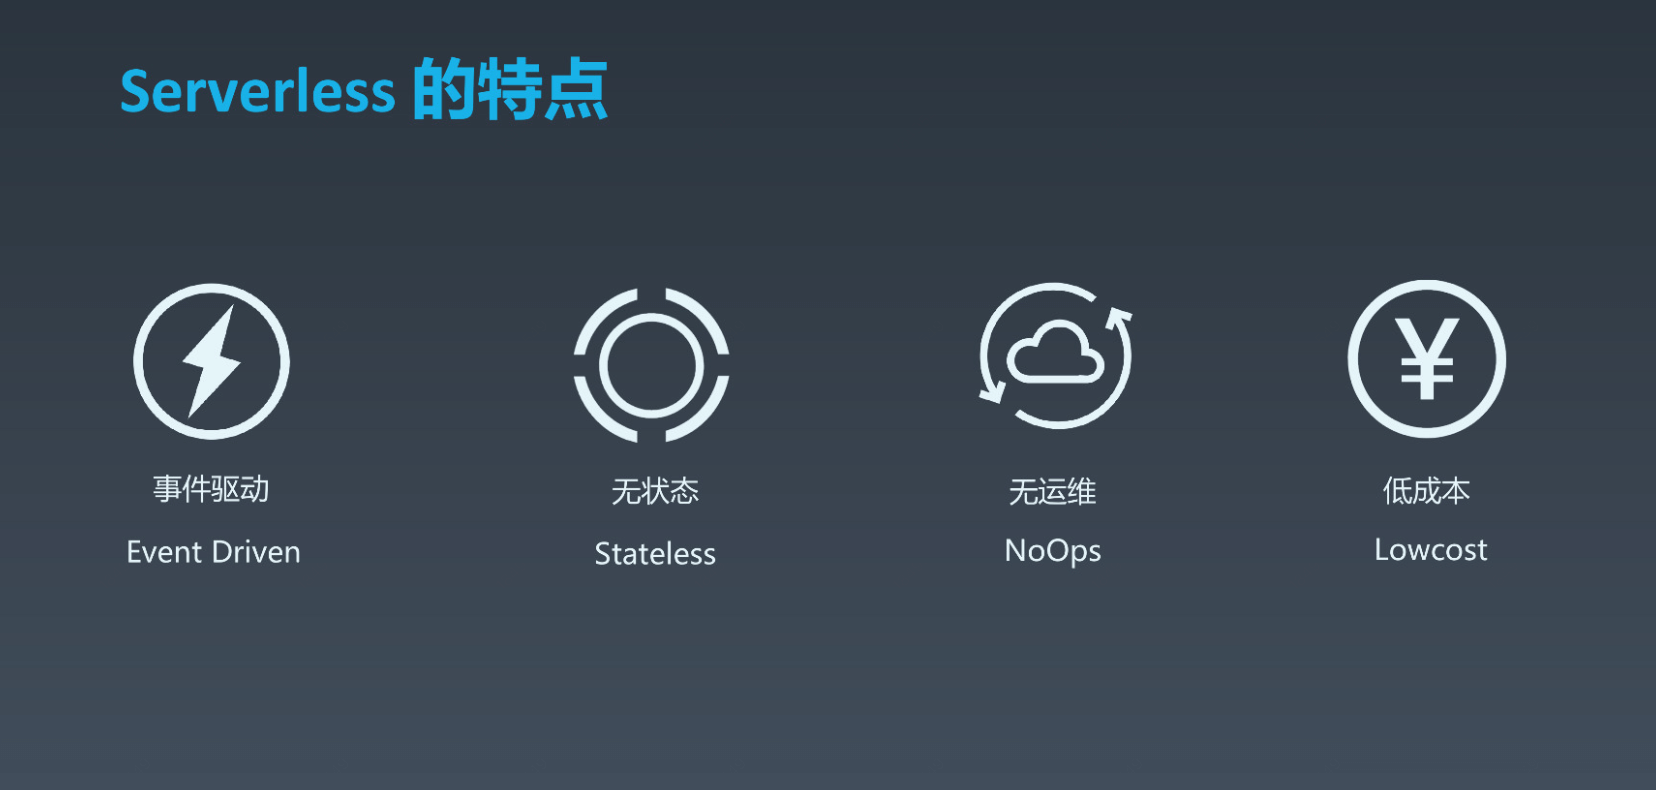 Serverless 的特点
事件驱动
Event Driven
无状态
Stateless
无运维
NoOps
¥
低成本
Lowcost